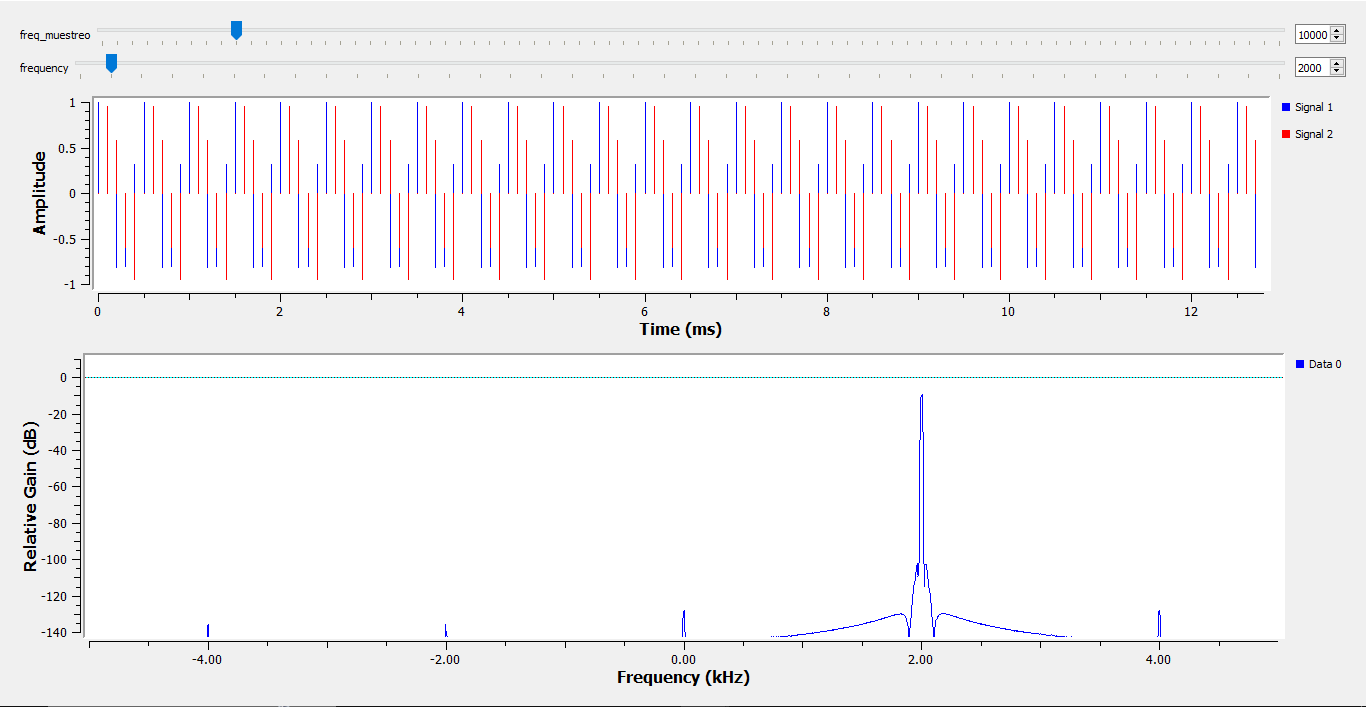 freq_muestreo 10000
frequency 2000
1
0.5
0
-0.5
-1
Amplitude
0 2 4 6 8 10 12
Time (ms)
Signal 1
Signal 2
0
-20
-40
-60
-80
-100
-120
-140
Relative Gain (dB)
-4.00 -2.00 0.00 2.00 4.00
Frequency (kHz)
Data 0